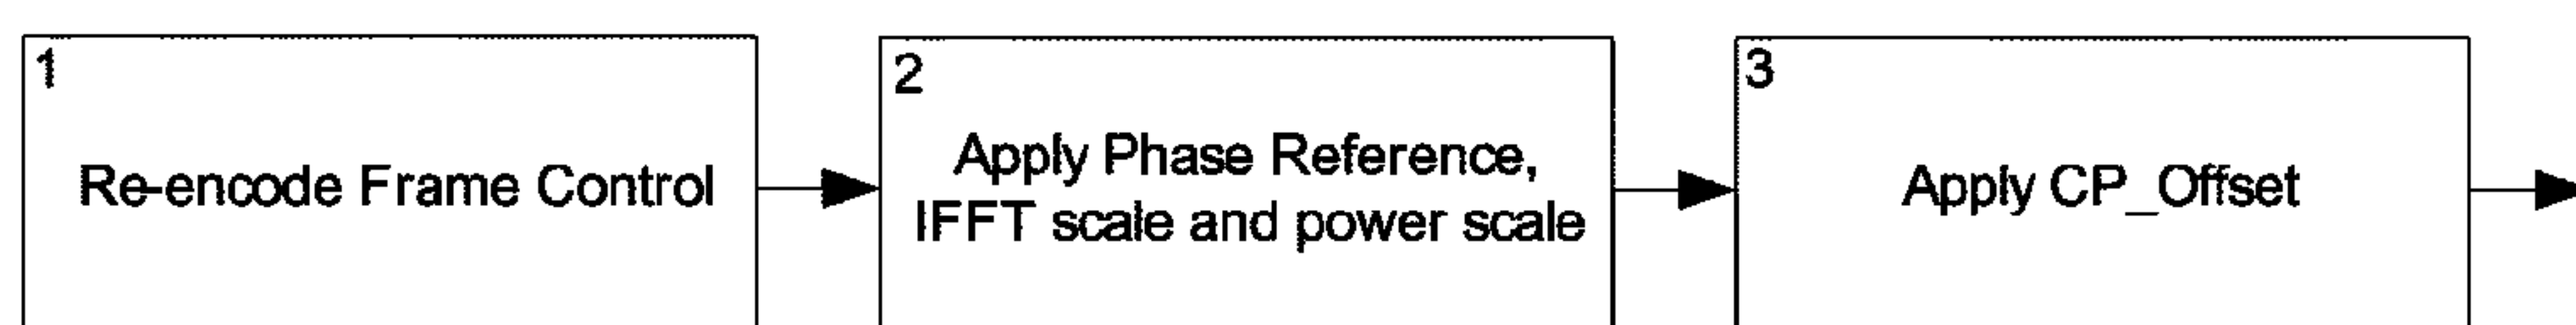 1
Re-encode Frame Control
2
Apply Phase Reference,
IFFT scale and power scale
3
Apply CP_Offset